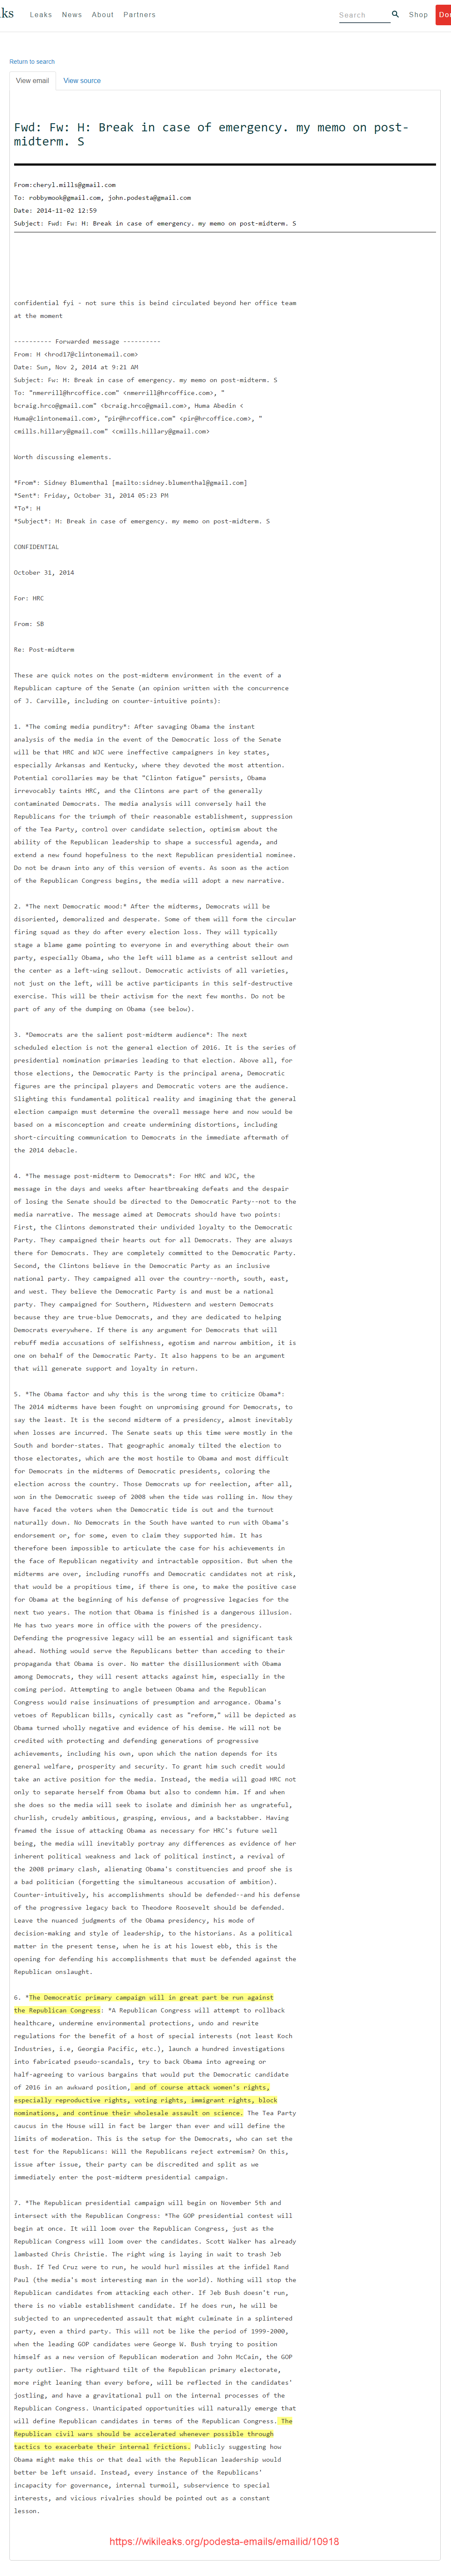 ks Leaks News About Partners Search Shop Do
Return to search
View email View source
Fwd: Fw: H: Break in case of emergency. my memo on post-
midterm. S
From:cheryl.mills@gmail.com
To: robbymook@gmail.com, john.podesta@gmail.com
Date: 2014-11-02 12:59
Subject: Fwd: Fw: H: Break in case of emergency. my memo on post-midterm. S
confidential fyi - not sure this is beind circulated beyond her office team
at the moment
---------- Forwarded message ----------
From: H <hrod17@clintonemail.com>
Date: Sun, Nov 2, 2014 at 9:21 AM
Subject: Fw: H: Break in case of emergency. my memo on post-midterm. S
To: "nmerrill@hrcoffice.com" <nmerrill@hrcoffice.com>, "
bcraig.hrco@gmail.com" <bcraig.hrco@gmail.com>, Huma Abedin <
Huma@clintonemail.com>, "pir@hrcoffice.com" <pir@hrcoffice.com>, "
cmills.hillary@gmail.com" <cmills.hillary@gmail.com>
Worth discussing elements.
*From*: Sidney Blumenthal [mailto:sidney.blumenthal@gmail.com]
*Sent*: Friday, October 31, 2014 05:23 PM
*To*: H
*Subject*: H: Break in case of emergency. my memo on post-midterm. S
CONFIDENTIAL
October 31, 2014
For: HRC
From: SB
Re: Post-midterm
These are quick notes on the post-midterm environment in the event of a
Republican capture of the Senate (an opinion written with the concurrence
of J. Carville, including on counter-intuitive points):
1. *The coming media punditry*: After savaging Obama the instant
analysis of the media in the event of the Democratic loss of the Senate
will be that HRC and WJC were ineffective campaigners in key states,
especially Arkansas and Kentucky, where they devoted the most attention.
Potential corollaries may be that "Clinton fatigue" persists, Obama
irrevocably taints HRC, and the Clintons are part of the generally
contaminated Democrats. The media analysis will conversely hail the
Republicans for the triumph of their reasonable establishment, suppression
of the Tea Party, control over candidate selection, optimism about the
ability of the Republican leadership to shape a successful agenda, and
extend a new found hopefulness to the next Republican presidential nominee.
Do not be drawn into any of this version of events. As soon as the action
of the Republican Congress begins, the media will adopt a new narrative.
2. *The next Democratic mood:* After the midterms, Democrats will be
disoriented, demoralized and desperate. Some of them will form the circular
firing squad as they do after every election loss. They will typically
stage a blame game pointing to everyone in and everything about their own
party, especially Obama, who the left will blame as a centrist sellout and
the center as a left-wing sellout. Democratic activists of all varieties,
not just on the left, will be active participants in this self-destructive
exercise. This will be their activism for the next few months. Do not be
part of any of the dumping on Obama (see below).
3. *Democrats are the salient post-midterm audience*: The next
scheduled election is not the general election of 2016. It is the series of
presidential nomination primaries leading to that election. Above all, for
those elections, the Democratic Party is the principal arena, Democratic
figures are the principal players and Democratic voters are the audience.
Slighting this fundamental political reality and imagining that the general
election campaign must determine the overall message here and now would be
based on a misconception and create undermining distortions, including
short-circuiting communication to Democrats in the immediate aftermath of
the 2014 debacle.
4. *The message post-midterm to Democrats*: For HRC and WJC, the
message in the days and weeks after heartbreaking defeats and the despair
of losing the Senate should be directed to the Democratic Party--not to the
media narrative. The message aimed at Democrats should have two points:
First, the Clintons demonstrated their undivided loyalty to the Democratic
Party. They campaigned their hearts out for all Democrats. They are always
there for Democrats. They are completely committed to the Democratic Party.
Second, the Clintons believe in the Democratic Party as an inclusive
national party. They campaigned all over the country--north, south, east,
and west. They believe the Democratic Party is and must be a national
party. They campaigned for Southern, Midwestern and western Democrats
because they are true-blue Democrats, and they are dedicated to helping
Democrats everywhere. If there is any argument for Democrats that will
rebuff media accusations of selfishness, egotism and narrow ambition, it is
one on behalf of the Democratic Party. It also happens to be an argument
that will generate support and loyalty in return.
5. *The Obama factor and why this is the wrong time to criticize Obama*:
The 2014 midterms have been fought on unpromising ground for Democrats, to
say the least. It is the second midterm of a presidency, almost inevitably
when losses are incurred. The Senate seats up this time were mostly in the
South and border-states. That geographic anomaly tilted the election to
those electorates, which are the most hostile to Obama and most difficult
for Democrats in the midterms of Democratic presidents, coloring the
election across the country. Those Democrats up for reelection, after all,
won in the Democratic sweep of 2008 when the tide was rolling in. Now they
have faced the voters when the Democratic tide is out and the turnout
naturally down. No Democrats in the South have wanted to run with Obama's
endorsement or, for some, even to claim they supported him. It has
therefore been impossible to articulate the case for his achievements in
the face of Republican negativity and intractable opposition. But when the
midterms are over, including runoffs and Democratic candidates not at risk,
that would be a propitious time, if there is one, to make the positive case
for Obama at the beginning of his defense of progressive legacies for the
next two years. The notion that Obama is finished is a dangerous illusion.
He has two years more in office with the powers of the presidency.
Defending the progressive legacy will be an essential and significant task
ahead. Nothing would serve the Republicans better than acceding to their
propaganda that Obama is over. No matter the disillusionment with Obama
among Democrats, they will resent attacks against him, especially in the
coming period. Attempting to angle between Obama and the Republican
Congress would raise insinuations of presumption and arrogance. Obama's
vetoes of Republican bills, cynically cast as "reform," will be depicted as
Obama turned wholly negative and evidence of his demise. He will not be
credited with protecting and defending generations of progressive
achievements, including his own, upon which the nation depends for its
general welfare, prosperity and security. To grant him such credit would
take an active position for the media. Instead, the media will goad HRC not
only to separate herself from Obama but also to condemn him. If and when
she does so the media will seek to isolate and diminish her as ungrateful,
churlish, crudely ambitious, grasping, envious, and a backstabber. Having
framed the issue of attacking Obama as necessary for HRC's future well
being, the media will inevitably portray any differences as evidence of her
inherent political weakness and lack of political instinct, a revival of
the 2008 primary clash, alienating Obama's constituencies and proof she is
a bad politician (forgetting the simultaneous accusation of ambition).
Counter-intuitively, his accomplishments should be defended--and his defense
of the progressive legacy back to Theodore Roosevelt should be defended.
Leave the nuanced judgments of the Obama presidency, his mode of
decision-making and style of leadership, to the historians. As a political
matter in the present tense, when he is at his lowest ebb, this is the
opening for defending his accomplishments that must be defended against the
Republican onslaught.
6. *The Democratic primary campaign will in great part be run against
the Republican Congress: *A Republican Congress will attempt to rollback
healthcare, undermine environmental protections, undo and rewrite
regulations for the benefit of a host of special interests (not least Koch
Industries, i.e, Georgia Pacific, etc.), launch a hundred investigations
into fabricated pseudo-scandals, try to back Obama into agreeing or
half-agreeing to various bargains that would put the Democratic candidate
of 2016 in an awkward position, and of course attack women's rights,
especially reproductive rights, voting rights, immigrant rights, block
nominations, and continue their wholesale assault on science. The Tea Party
caucus in the House will in fact be larger than ever and will define the
limits of moderation. This is the setup for the Democrats, who can set the
test for the Republicans: Will the Republicans reject extremism? On this,
issue after issue, their party can be discredited and split as we
immediately enter the post-midterm presidential campaign.
7. *The Republican presidential campaign will begin on November 5th and
intersect with the Republican Congress: *The GOP presidential contest will
begin at once. It will loom over the Republican Congress, just as the
Republican Congress will loom over the candidates. Scott Walker has already
lambasted Chris Christie. The right wing is laying in wait to trash Jeb
Bush. If Ted Cruz were to run, he would hurl missiles at the infidel Rand
Paul (the media's most interesting man in the world). Nothing will stop the
Republican candidates from attacking each other. If Jeb Bush doesn't run,
there is no viable establishment candidate. If he does run, he will be
subjected to an unprecedented assault that might culminate in a splintered
party, even a third party. This will not be like the period of 1999-2000,
when the leading GOP candidates were George W. Bush trying to position
himself as a new version of Republican moderation and John McCain, the GOP
party outlier. The rightward tilt of the Republican primary electorate,
more right leaning than every before, will be reflected in the candidates'
jostling, and have a gravitational pull on the internal processes of the
Republican Congress. Unanticipated opportunities will naturally emerge that
will define Republican candidates in terms of the Republican Congress. The
Republican civil wars should be accelerated whenever possible through
tactics to exacerbate their internal frictions. Publicly suggesting how
Obama might make this or that deal with the Republican leadership would
better be left unsaid. Instead, every instance of the Republicans'
incapacity for governance, internal turmoil, subservience to special
interests, and vicious rivalries should be pointed out as a constant
lesson.
https://wikileaks.org/podesta-emails/emailid/10918